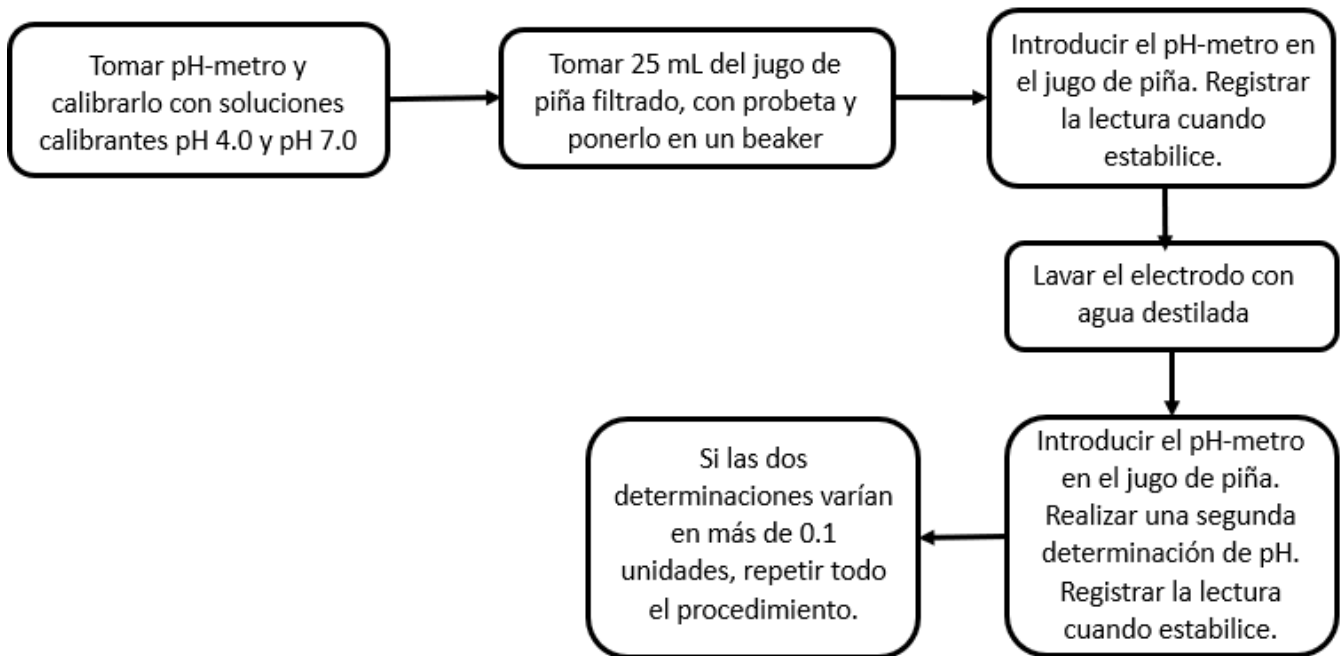 Tomar pH-metro y
calibrarlo con soluciones
calibrantes pH 4.0 y pH 7.0
Tomar 25 mL del jugo de
piña filtrado, con probeta y
ponerlo en un beaker
Introducir el pH-metro en
el jugo de piña. Registrar
la lectura cuando
estabilice.
Lavar el electrodo con
agua destilada
Introducir el pH-metro
en el jugo de piña.
Realizar una segunda
determinación de pH.
Registrar la lectura
cuando estabilice.
Si las dos
determinaciones varían
en más de 0.1
unidades, repetir todo
el procedimiento.